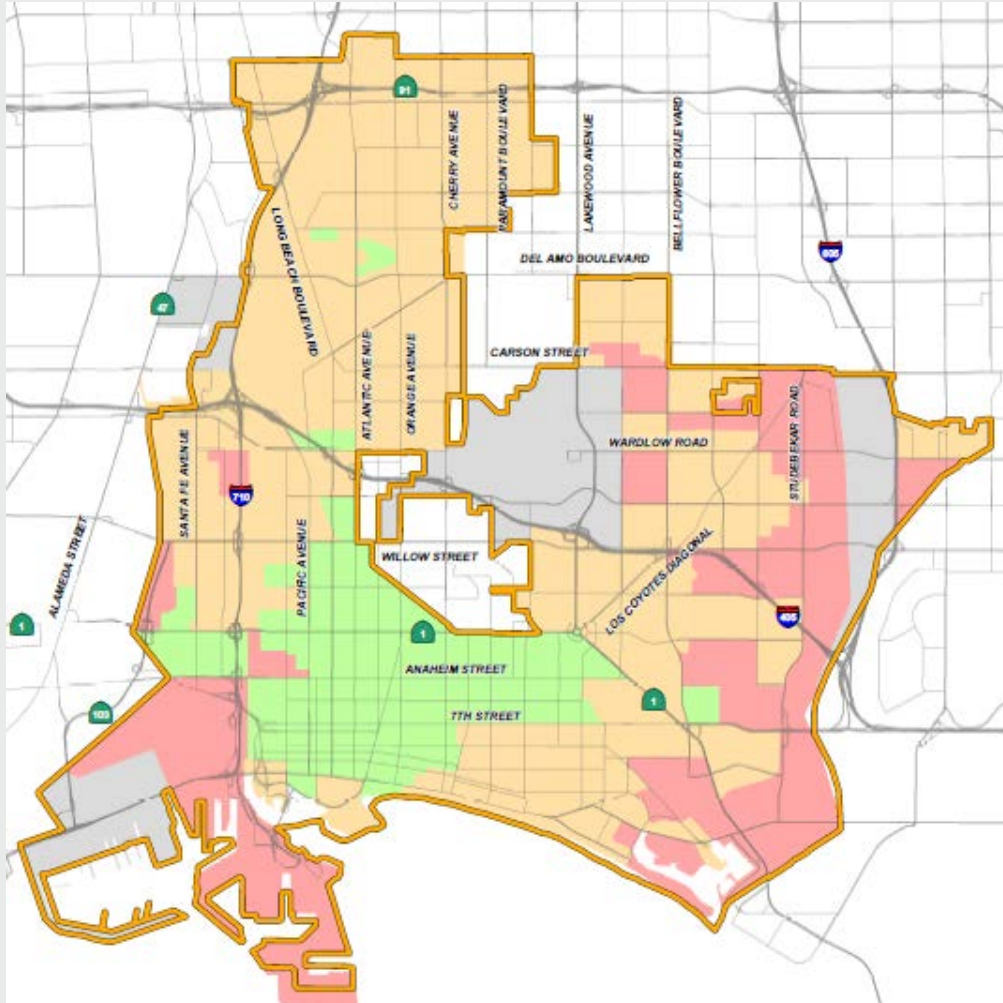 91
CHERRY AVENUE
PARAMOUNT BOULEVARD
LAKEWOOD AVENUE
BELLFLOWER BOULEVARD
605
LONG BEACH BOULEVARD
DEL AMO BOULEVARD
47
ATLANTIC AVENUE
ORANGE AVENUE
CARSON STREET
SANTA FE AVENUE
WARDLOW ROAD
STUDEBEKAR ROAD
710
ALAMEDA STREET
PACIFIC AVENUE
WILLOW STREET
LOS COYOTES DIAGONAL
405
1
1
ANAHEIM STREET
1
103
7TH STREET